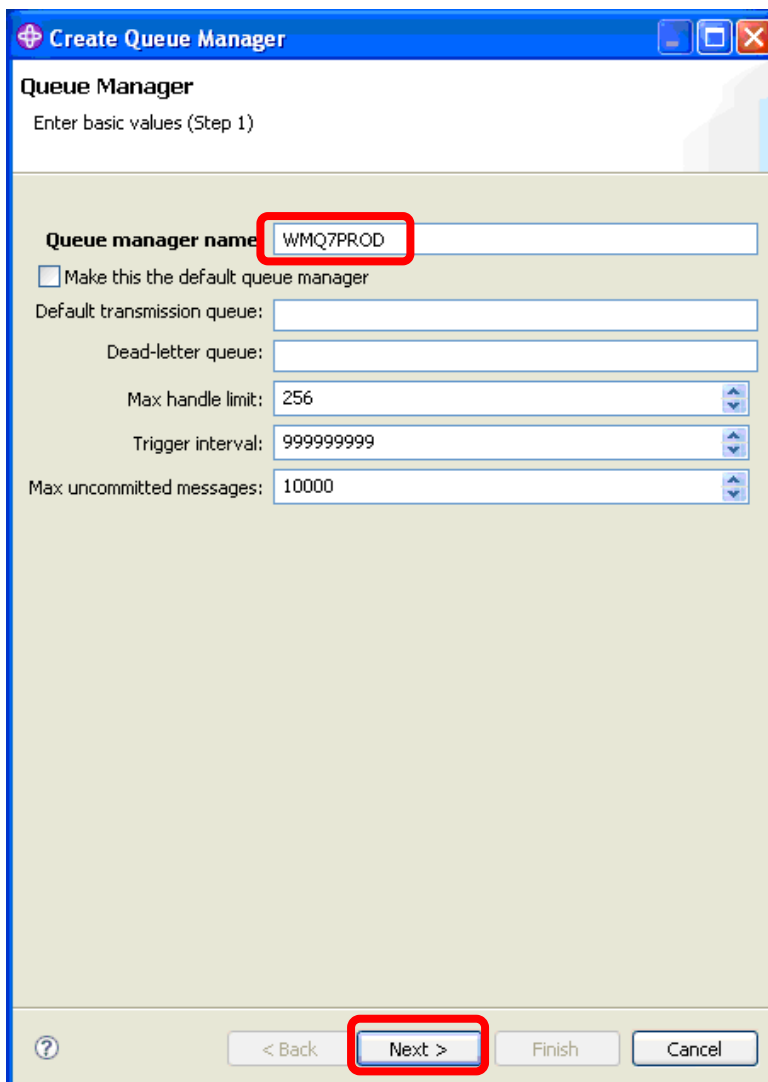 Create Queue Manager
Queue Manager
Enter basic values (Step 1)
Queue manager name WMQ7PROD
Make this the default queue manager
Default transmission queue:
Dead-letter queue:
Max handle limit: 256
Trigger interval: 999999999
Max uncommitted messages: 10000
? < Back Next > Finish Cancel